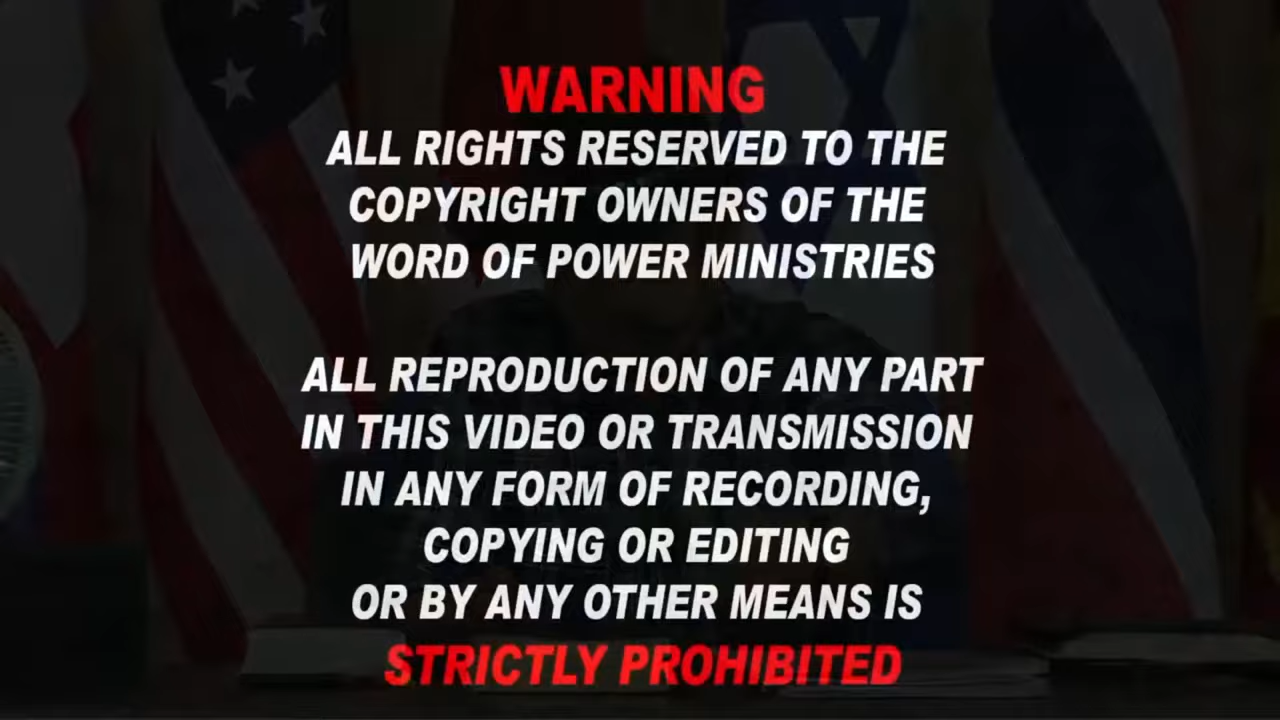 WARNING
ALL RIGHTS RESERVED TO THE
COPYRIGHT OWNERS OF THE
WORD OF POWER MINISTRIES
ALL REPRODUCTION OF ANY PART
IN THIS VIDEO OR TRANSMISSION
IN ANY FORM OF RECORDING,
COPYING OR EDITING
OR BY ANY OTHER MEANS IS
STRICTLY PROHIBITED